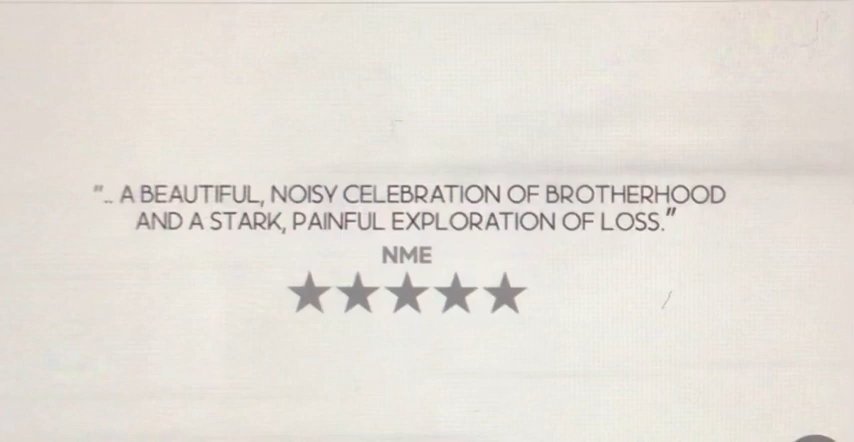 ".. A BEAUTIFUL, NOISY CELEBRATION OF BROTHERHOOD
AND A STARK, PAINFUL EXPLORATION OF LOSS."
NME
★★★★★